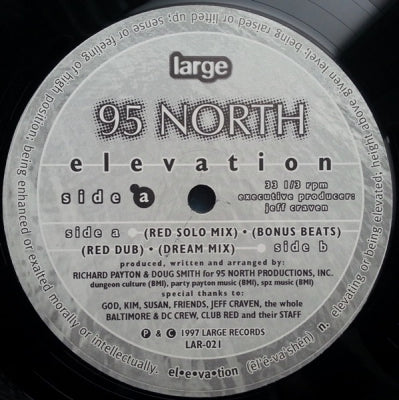 large
95 NORTH
elevation
side a
33 1/3 rpm
executive producer:
jeff craven
side a (RED SOLO MIX) • (BONUS BEATS)
(RED DUB) • (DREAM MIX) side b
produced, written and arranged by:
RICHARD PAYTON & DOUG SMITH for 95 NORTH PRODUCTIONS, INC.
dungeon culture (BMI), party payton music (BMI), spz music (BMI)
special thanks to:
GOD, KIM, SUSAN, FRIENDS, JEFF CRAVEN, the whole
BALTIMORE & DC CREW, CLUB RED and their STAFF
P & C 1997 LARGE RECORDS
LAR-021
el•e•va•tion (ĕl'ĕ-va'shĕn) n. elevating or being elevated; height above given level; being raised or lifted up; sense or feeling of high position; being enhanced or exalted morally or intellectually.